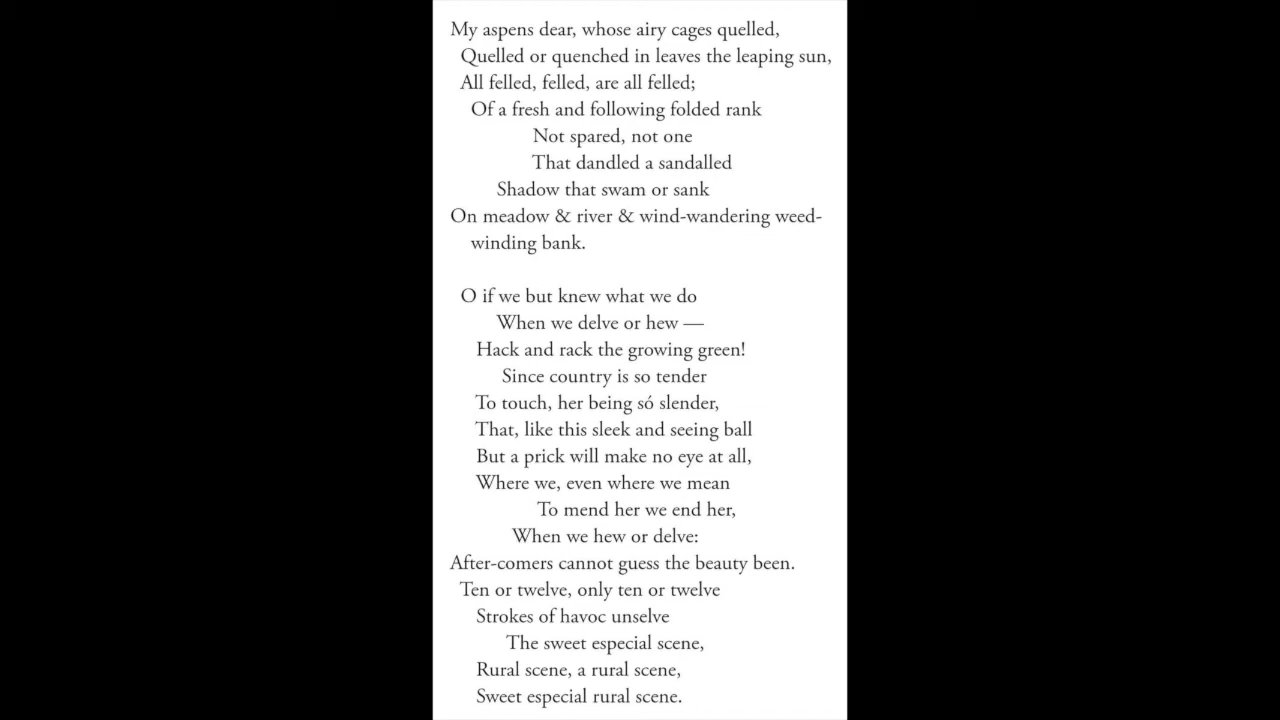 My aspens dear, whose airy cages quelled,
Quelled or quenched in leaves the leaping sun,
All felled, felled, are all felled;
Of a fresh and following folded rank
Not spared, not one
That dandled a sandalled
Shadow that swam or sank
On meadow & river & wind-wandering weed-
winding bank.

O if we but knew what we do
When we delve or hew —
Hack and rack the growing green!
Since country is so tender
To touch, her being só slender,
That, like this sleek and seeing ball
But a prick will make no eye at all,
Where we, even where we mean
To mend her we end her,
When we hew or delve:
After-comers cannot guess the beauty been.
Ten or twelve, only ten or twelve
Strokes of havoc unselve
The sweet especial scene,
Rural scene, a rural scene,
Sweet especial rural scene.